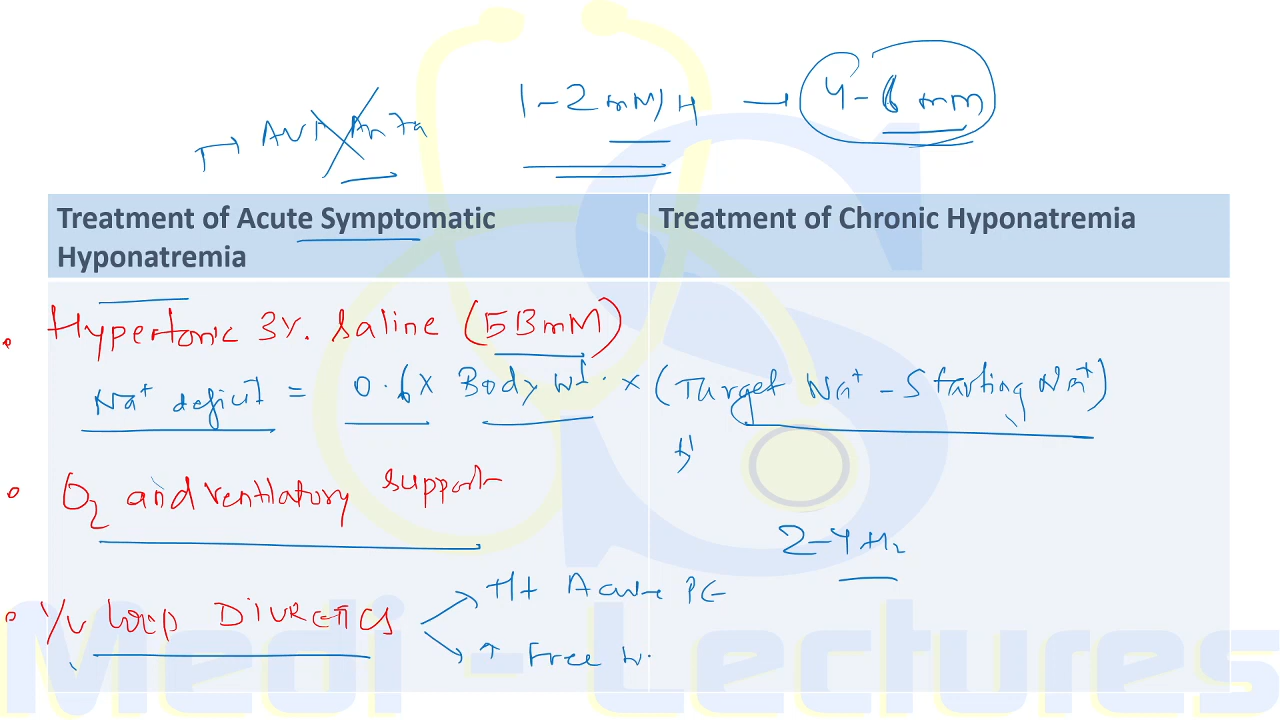 1-2 mM/H → 4-6 mM
→ AVP Anta
Treatment of Acute Symptomatic Hyponatremia
Treatment of Chronic Hyponatremia
• Hypertonic 3%. Saline (513mM)
Na+ deficit = 0.6 x Body wt. x (Target Na+ - Starting Na+)
• O2 and ventilatory support
2-4 H
• I/v loop DIURETICS
Acute PE
↑ Free W.
Medi - Lectures